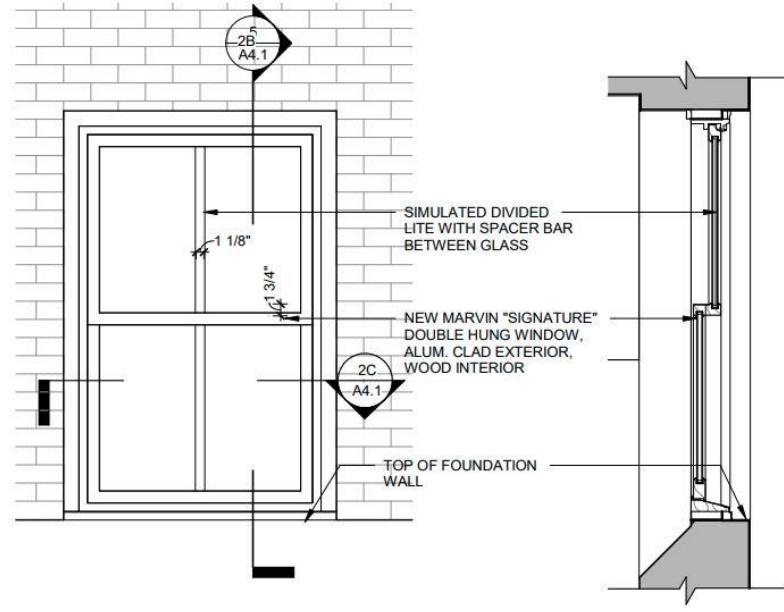 5
2B
A4.1
SIMULATED DIVIDED
LITE WITH SPACER BAR
BETWEEN GLASS
1 1/8"
1 3/4"
NEW MARVIN "SIGNATURE"
DOUBLE HUNG WINDOW,
ALUM. CLAD EXTERIOR,
WOOD INTERIOR
2C
A4.1
TOP OF FOUNDATION
WALL